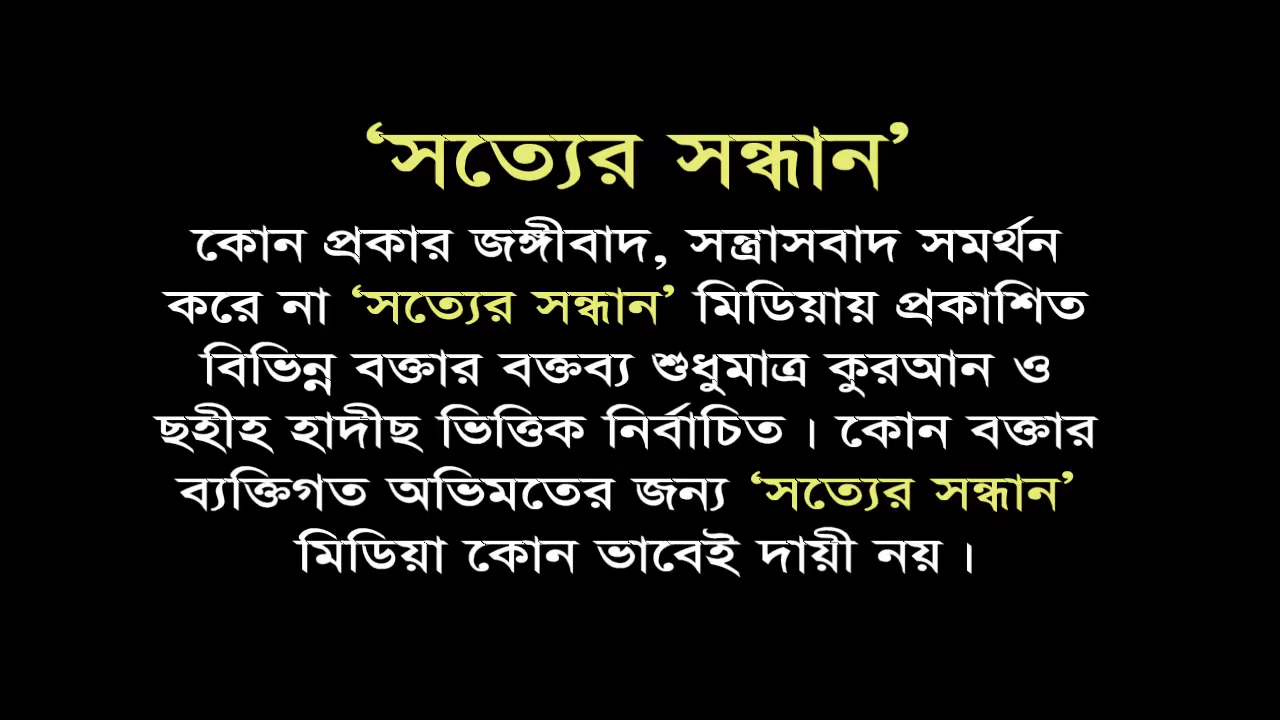 ‘সত্যের সন্ধান’
কোন প্রকার জঙ্গীবাদ, সন্ত্রাসবাদ সমর্থন
করে না ‘সত্যের সন্ধান’ মিডিয়ায় প্রকাশিত
বিভিন্ন বক্তার বক্তব্য শুধুমাত্র কুরআন ও
ছহীহ হাদীছ ভিত্তিক নির্বাচিত। কোন বক্তার
ব্যক্তিগত অভিমতের জন্য ‘সত্যের সন্ধান’
মিডিয়া কোন ভাবেই দায়ী নয়।